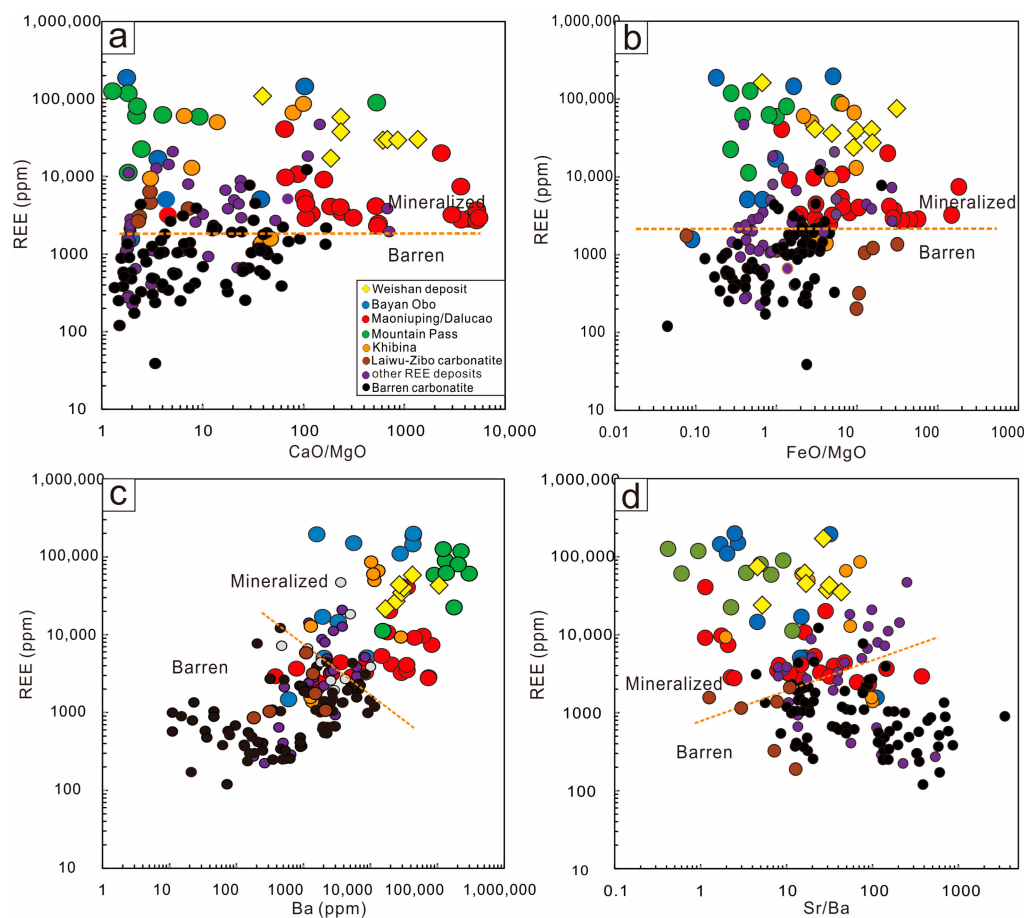 a
1,000,000
100,000
10,000
1000
100
10
REE (ppm)
Mineralized
Barren
Weishan deposit
Bayan Obo
Maoniuping/Dalucao
Mountain Pass
Khibina
Laiwu-Zibo carbonatite
other REE deposits
Barren carbonatite
1 10 100 1000 10,000
CaO/MgO
b
1,000,000
100,000
10,000
1000
100
10
REE (ppm)
Mineralized
Barren
0.01 0.10 1 10 100 1000
FeO/MgO
c
1,000,000
100,000
10,000
1000
100
10
REE (ppm)
Mineralized
Barren
1 10 100 1000 10,000 100,000 1,000,000
Ba (ppm)
d
1,000,000
100,000
10,000
1000
100
10
REE (ppm)
Mineralized
Barren
0.1 1 10 100 1000
Sr/Ba